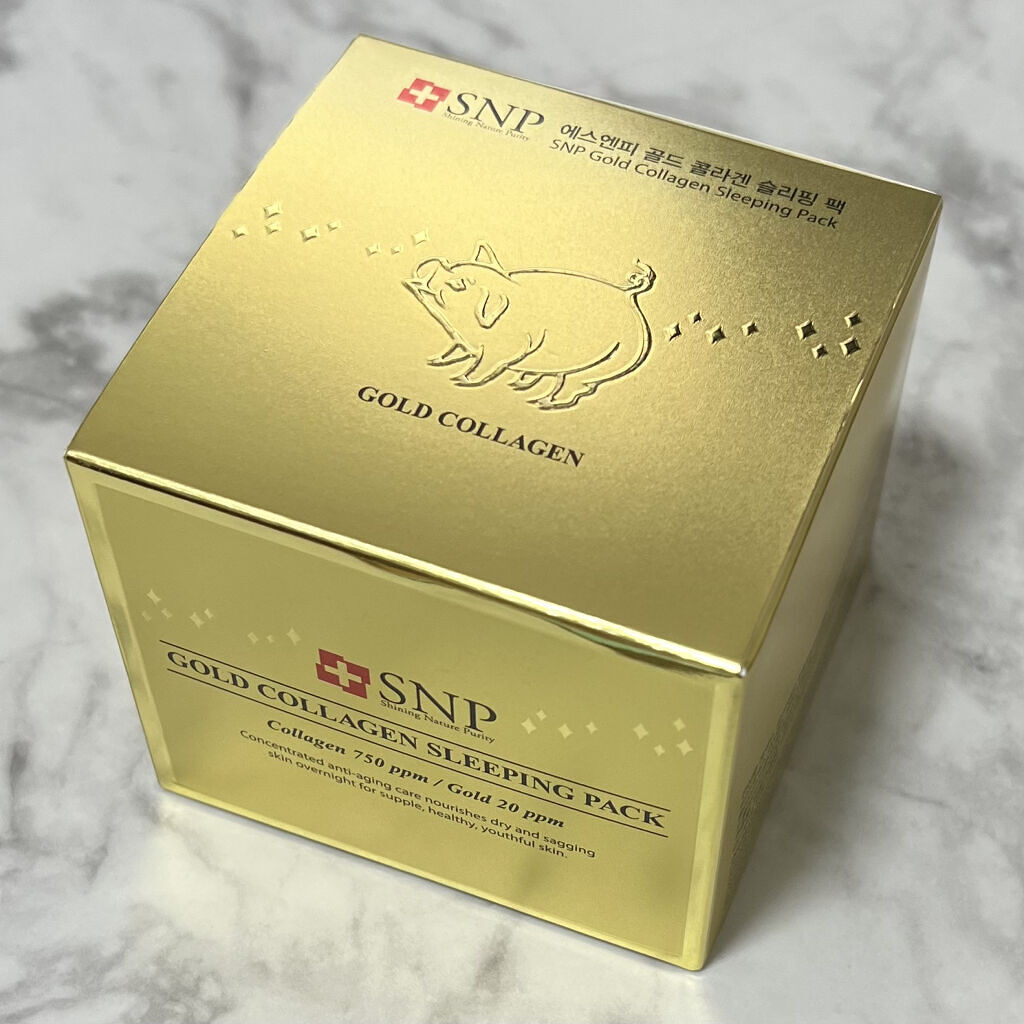 SNP
Shining Nature Purity
에스엔피 골드 콜라겐 슬리핑 팩
SNP Gold Collagen Sleeping Pack
GOLD COLLAGEN
SNP
Shining Nature Purity
GOLD COLLAGEN SLEEPING PACK
Collagen 750 ppm / Gold 20 ppm
Concentrated anti-aging care nourishes dry and sagging
skin overnight for supple, healthy, youthful skin.